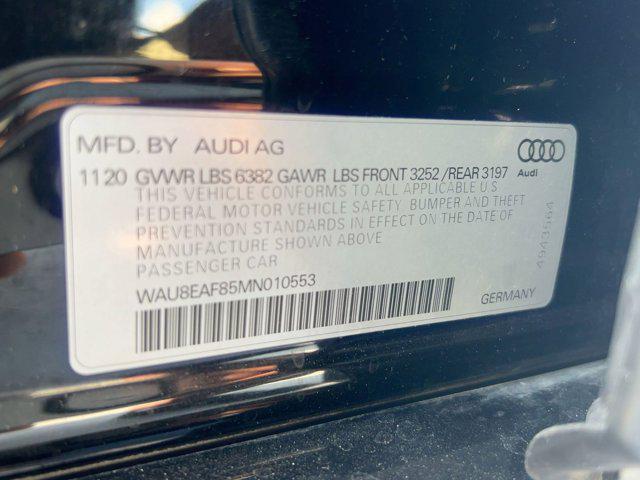 MFD. BY AUDI AG
1120 GVWR LBS 6382 GAWR LBS FRONT 3252 /REAR 3197
Audi
THIS VEHICLE CONFORMS TO ALL APPLICABLE U S
FEDERAL MOTOR VEHICLE SAFETY, BUMPER AND THEFT
PREVENTION STANDARDS IN EFFECT ON THE DATE OF
MANUFACTURE SHOWN ABOVE
PASSENGER CAR
4943564
WAU8EAF85MN010553
GERMANY